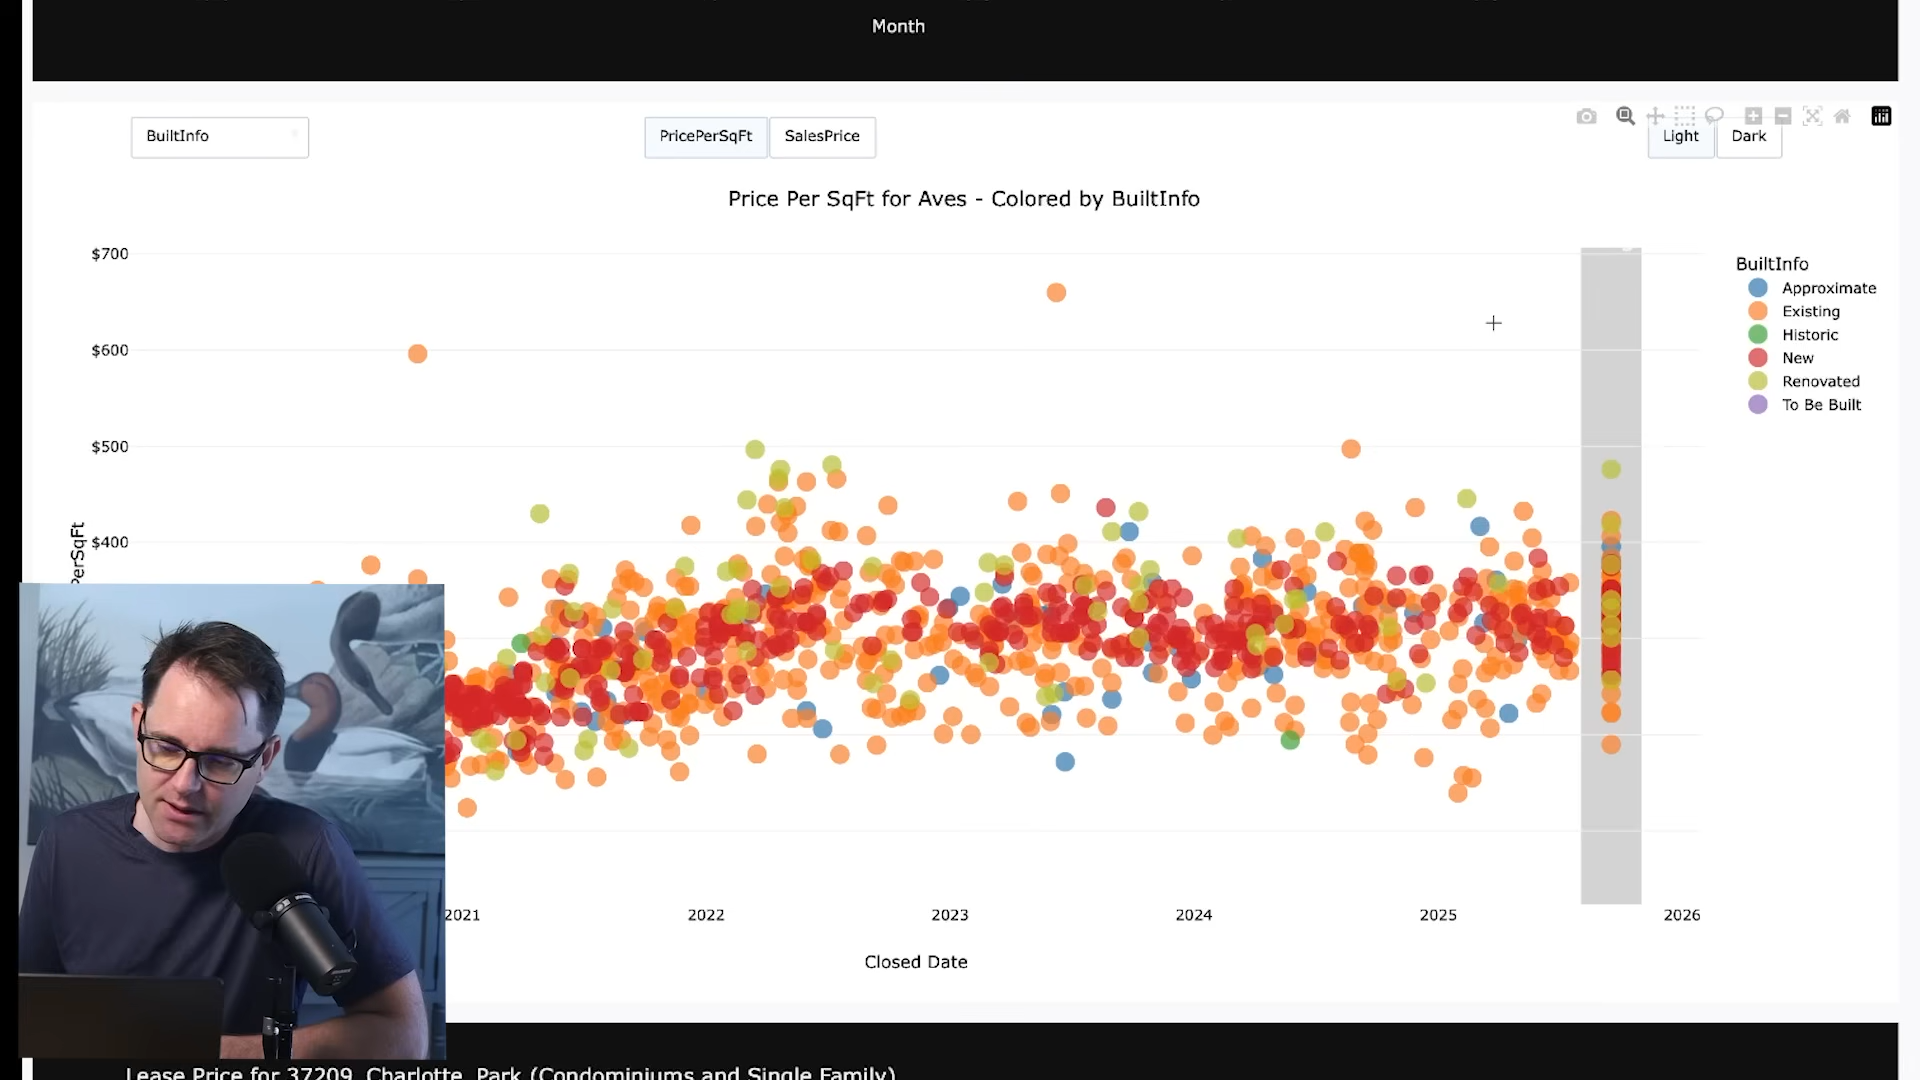 Month
BuiltInfo
PricePerSqFt
SalesPrice
Light
Dark
Price Per SqFt for Aves - Colored by BuiltInfo
$700
$600
$500
$400
PerSqFt
BuiltInfo
Approximate
Existing
Historic
New
Renovated
To Be Built
2021
2022
2023
2024
2025
2026
Closed Date
Lease Price for 37209, Charlotte, Park (Condominiums and Single Family)